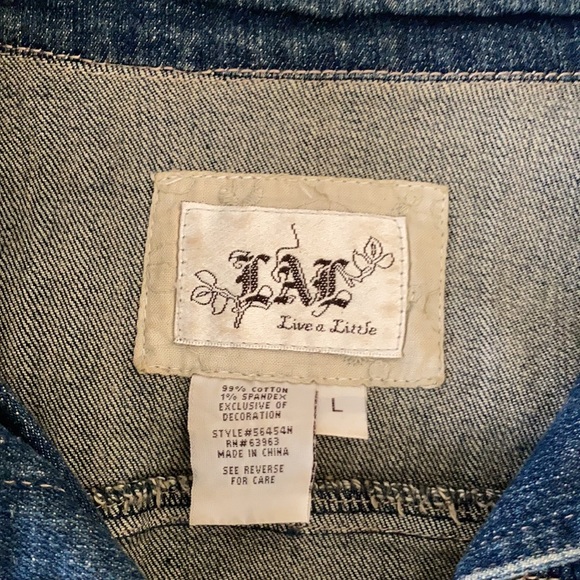 LAL
Live a Little
99% COTTON
1% SPANDEX
EXCLUSIVE OF
DECORATION
STYLE#56454H
RN#63963
MADE IN CHINA
SEE REVERSE
FOR CARE
L